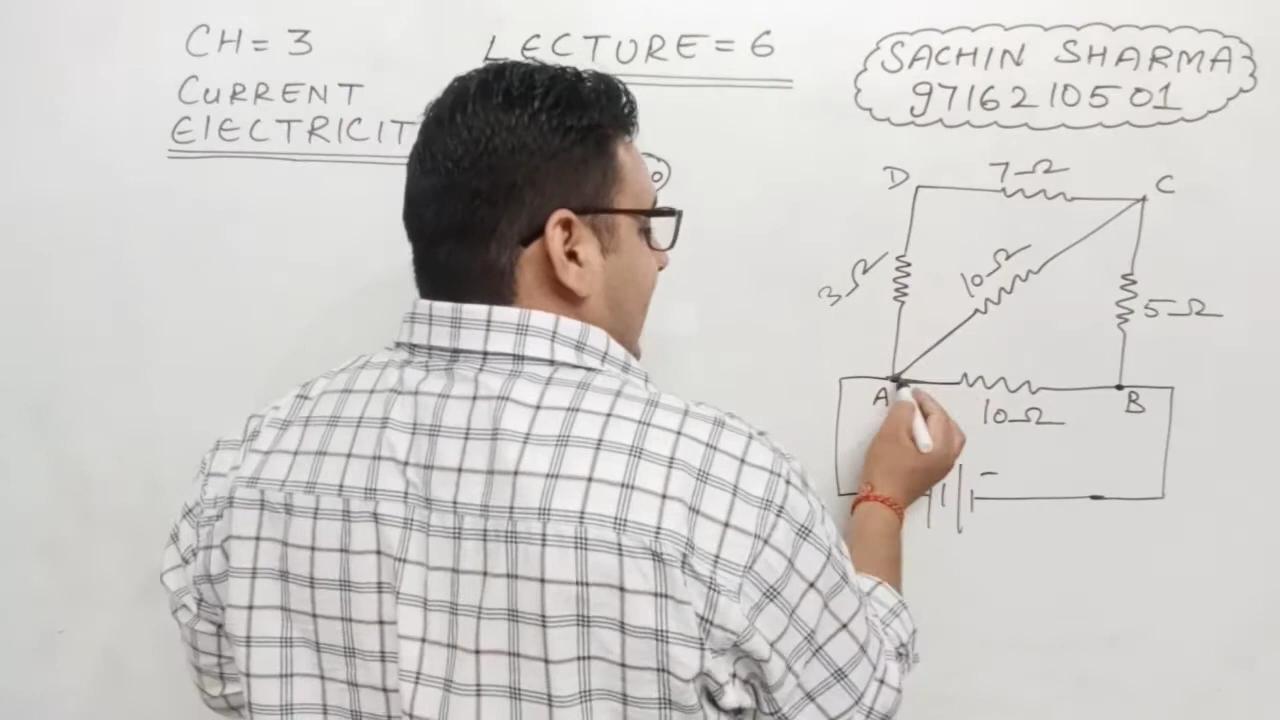 CH = 3
CURRENT
ElECTRICIT
LECTURE = 6
SACHIN SHARMA
9716210501
D
7Ω
C
3Ω
10Ω
5Ω
A
10Ω
B
−